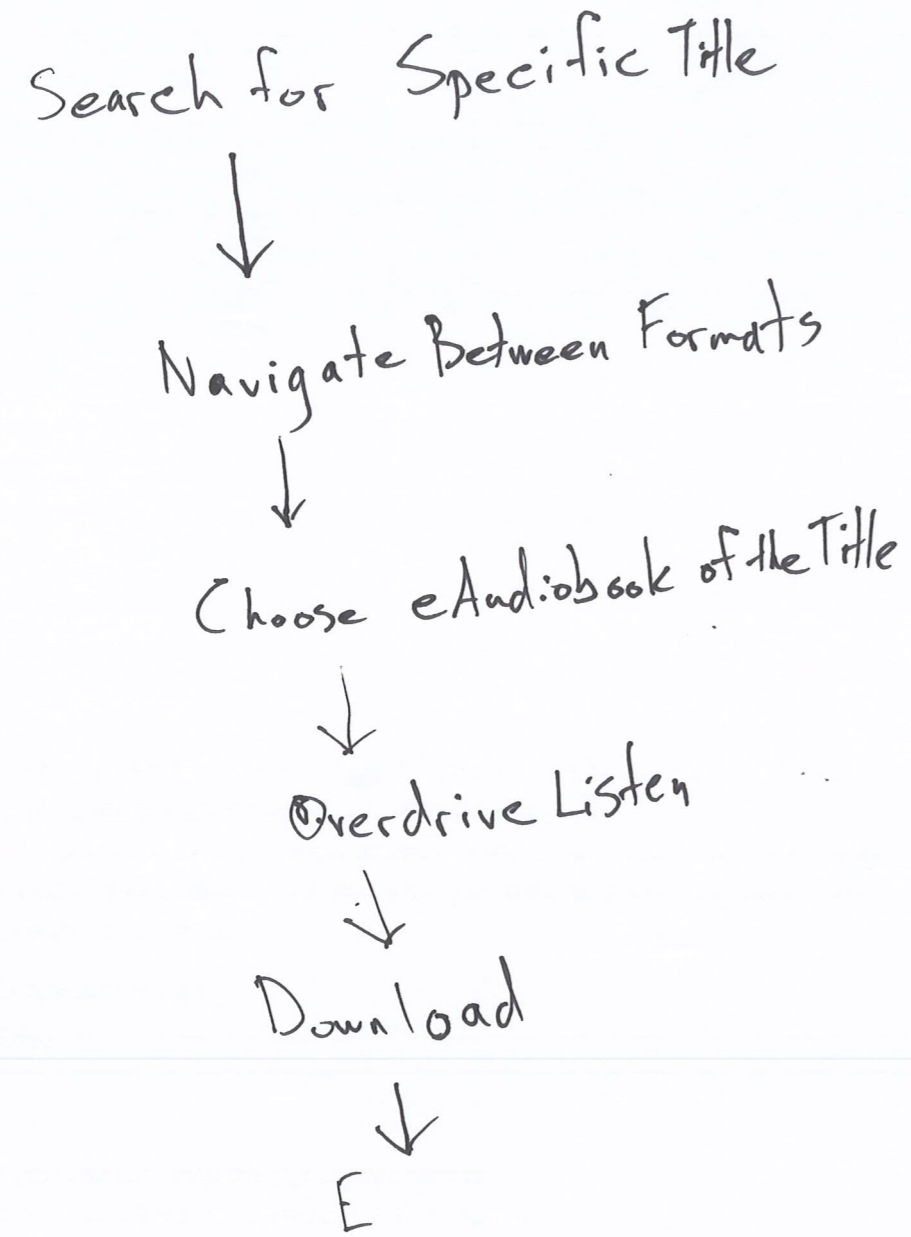 Search for Specific Title
Navigate Between Formats
Choose eAudiobook of the Title
Overdrive Listen
Download
E